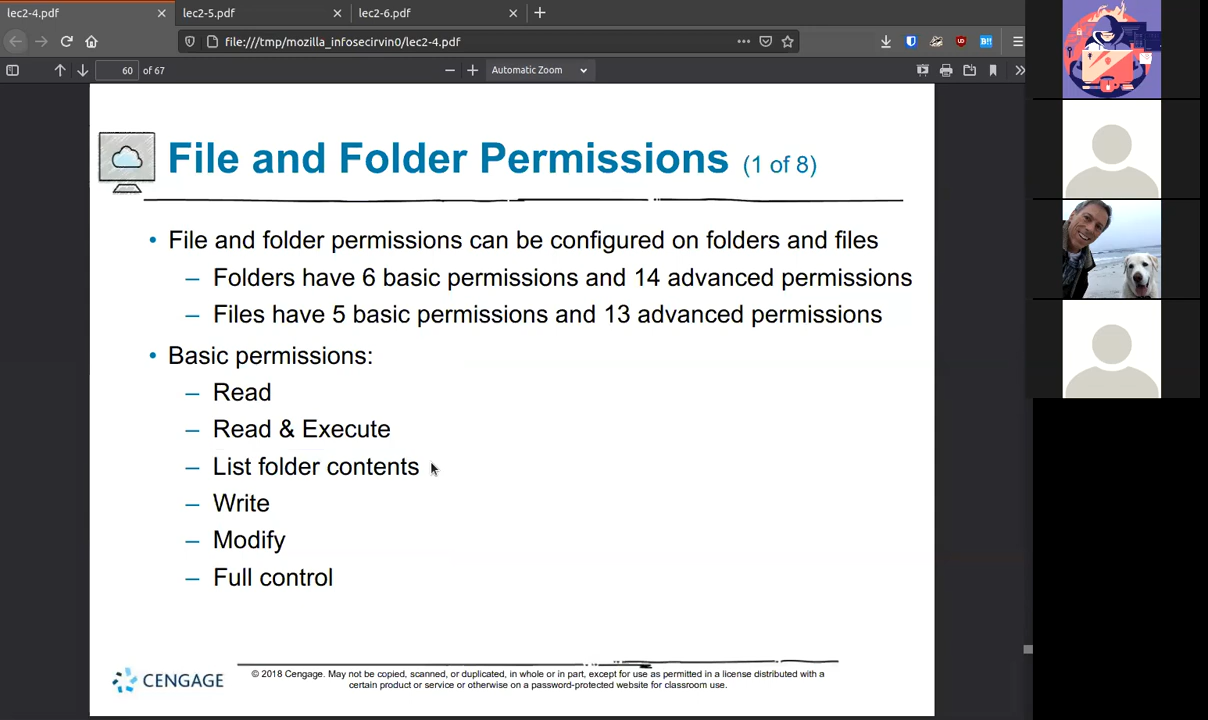 lec2-4.pdf
lec2-5.pdf
lec2-6.pdf
file:///tmp/mozilla_infosecirvin0/lec2-4.pdf
60 of 67
Automatic Zoom
File and Folder Permissions (1 of 8)
• File and folder permissions can be configured on folders and files
– Folders have 6 basic permissions and 14 advanced permissions
– Files have 5 basic permissions and 13 advanced permissions
• Basic permissions:
– Read
– Read & Execute
– List folder contents
– Write
– Modify
– Full control
CENGAGE
© 2018 Cengage. May not be copied, scanned, or duplicated, in whole or in part, except for use as permitted in a license distributed with a
certain product or service or otherwise on a password-protected website for classroom use.